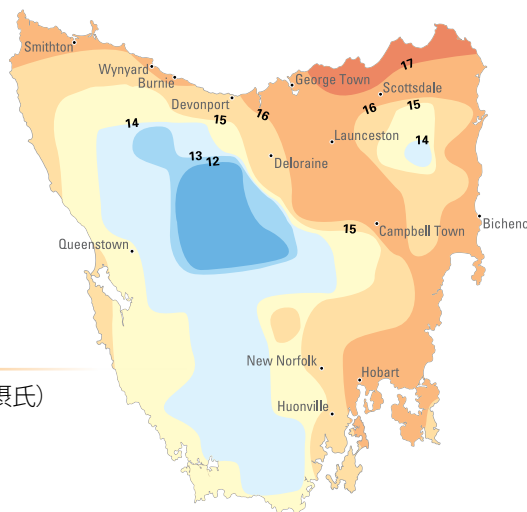 Smithton
17
Wynyard
George Town
Burnie
Scottsdale
Devonport
16
15
14
15
16
Launceston
14
13
12
Deloraine
15
Campbell Town
Queenstown
New Norfolk
Hobart
氏）
Huonville